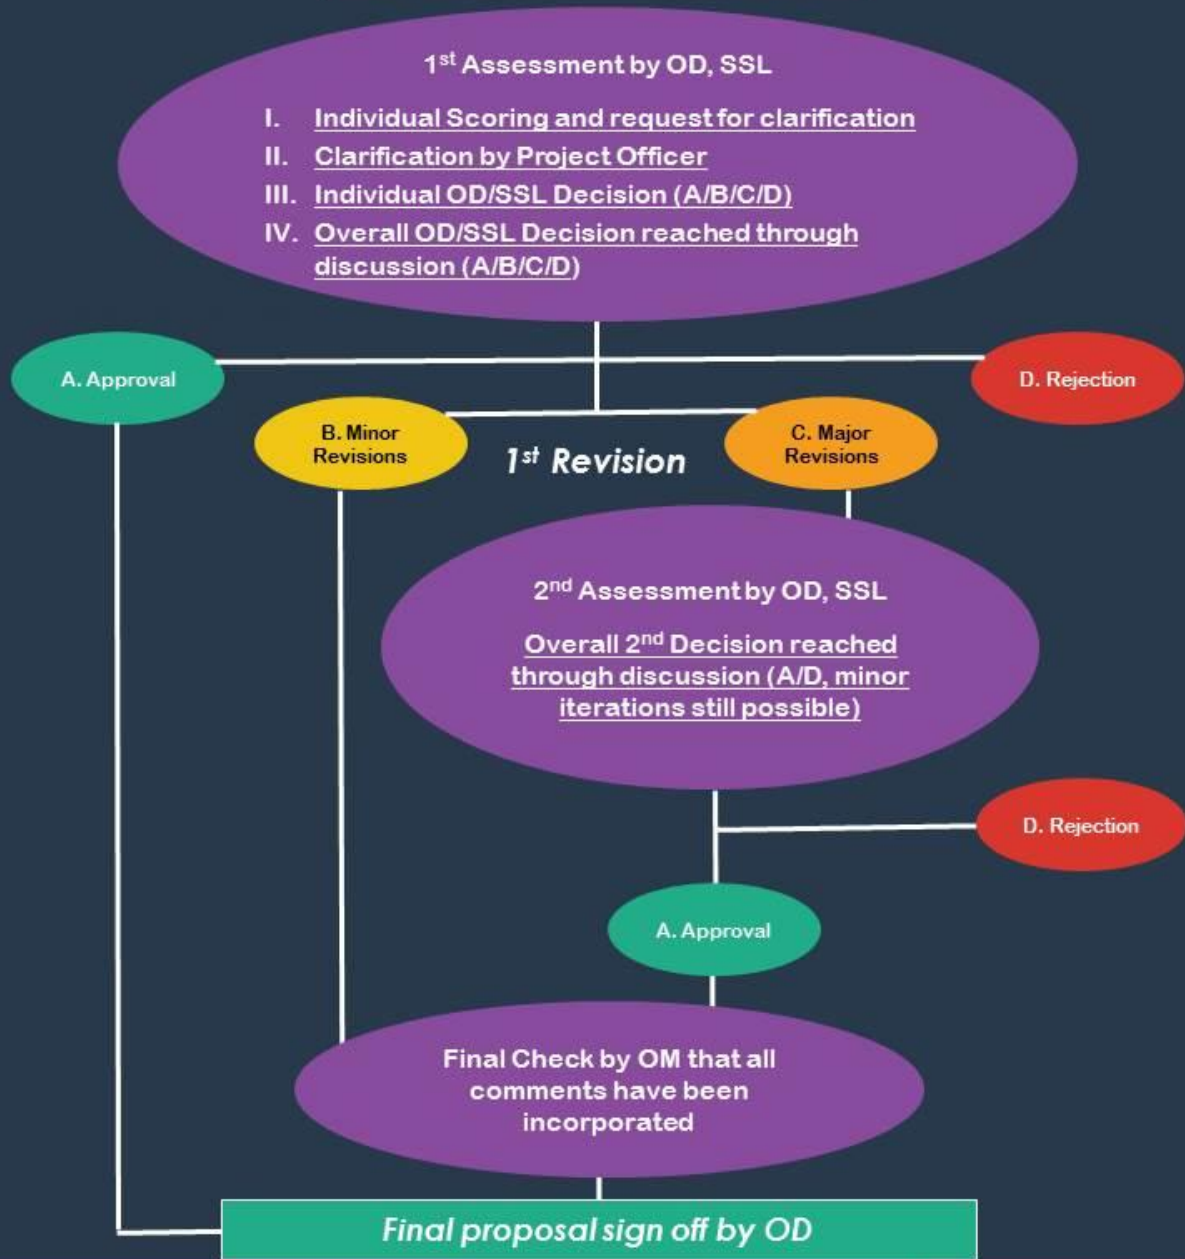 1st Assessment by OD, SSL
I. Individual Scoring and request for clarification
II. Clarification by Project Officer
III. Individual OD/SSL Decision (A/B/C/D)
IV. Overall OD/SSL Decision reached through
discussion (A/B/C/D)
A. Approval
D. Rejection
B. Minor
Revisions
1st Revision
C. Major
Revisions
2nd Assessment by OD, SSL
Overall 2nd Decision reached
through discussion (A/D, minor
iterations still possible)
D. Rejection
A. Approval
Final Check by OM that all
comments have been
incorporated
Final proposal sign off by OD